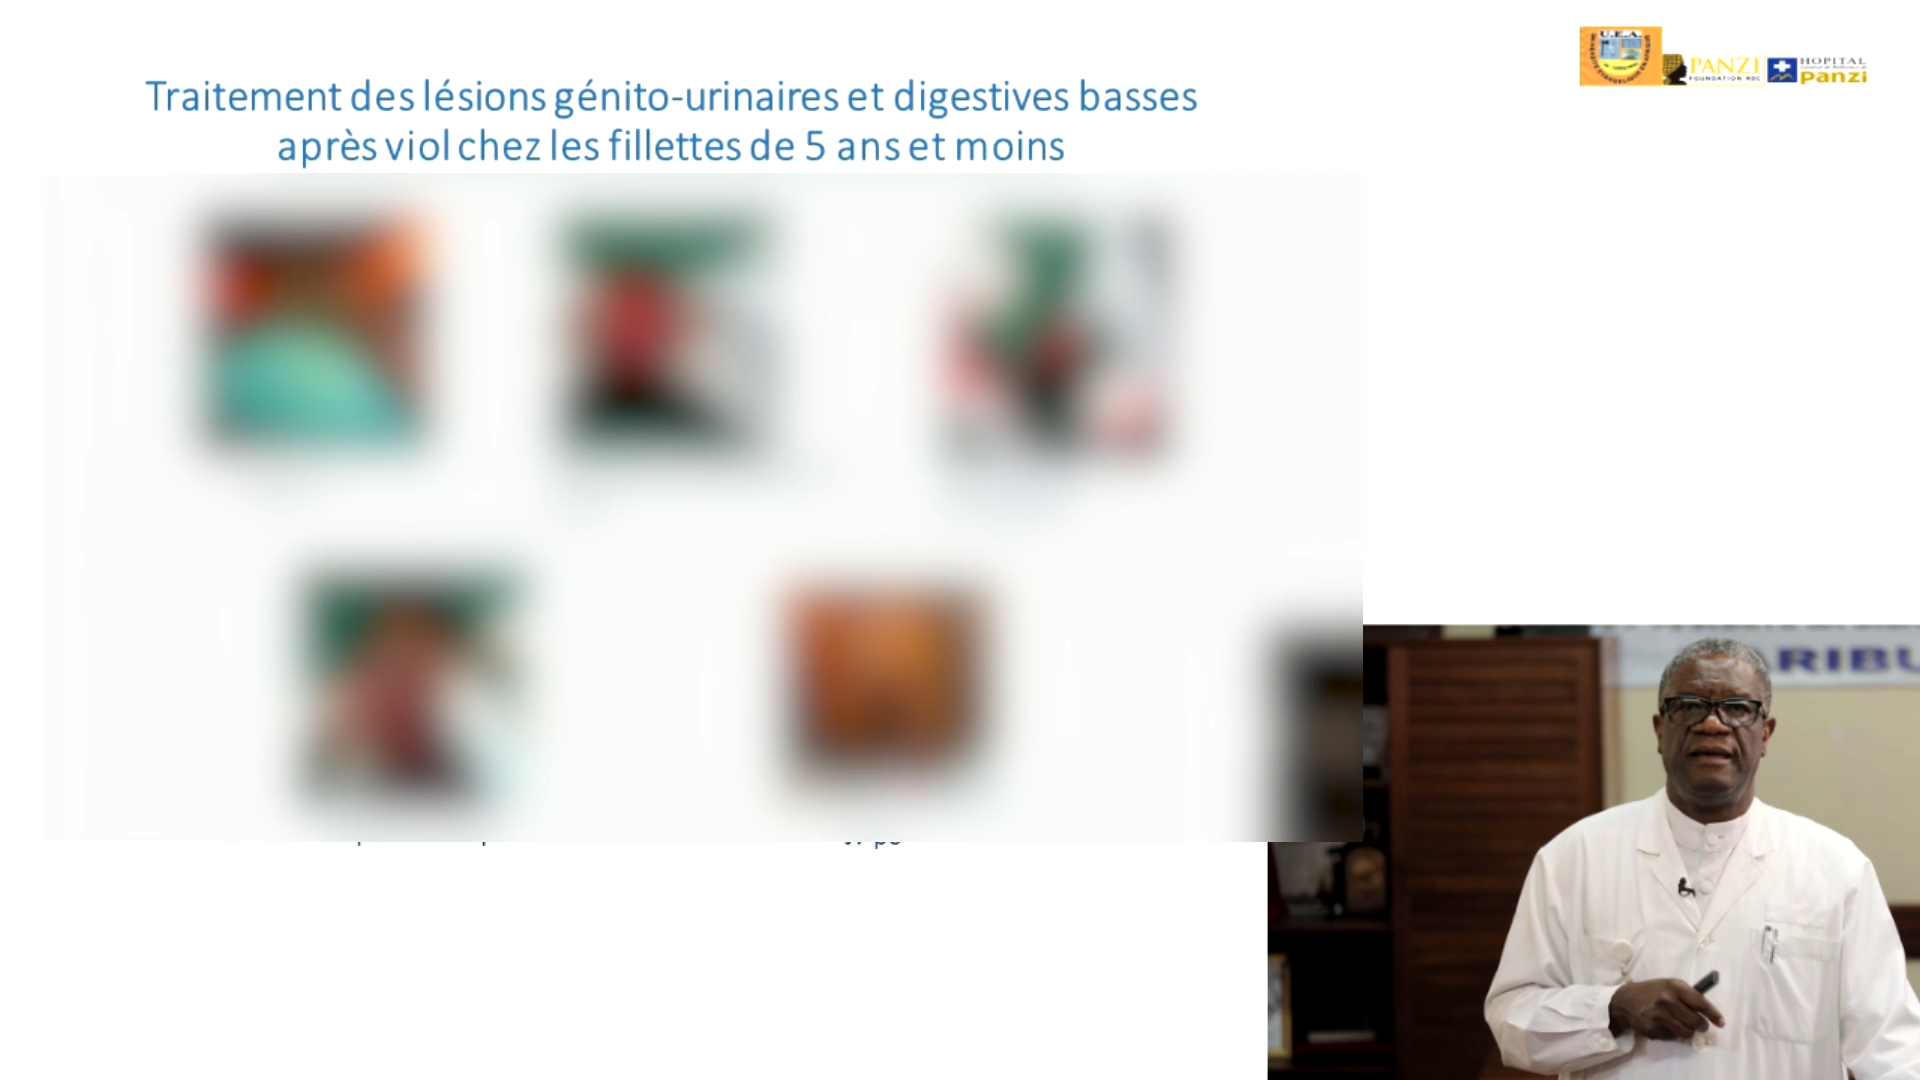 U.E.A.
PANZI
FOUNDATION RDC
HOPITAL
panzi
Traitement des lésions génito-urinaires et digestives basses
après viol chez les fillettes de 5 ans et moins
RIBU